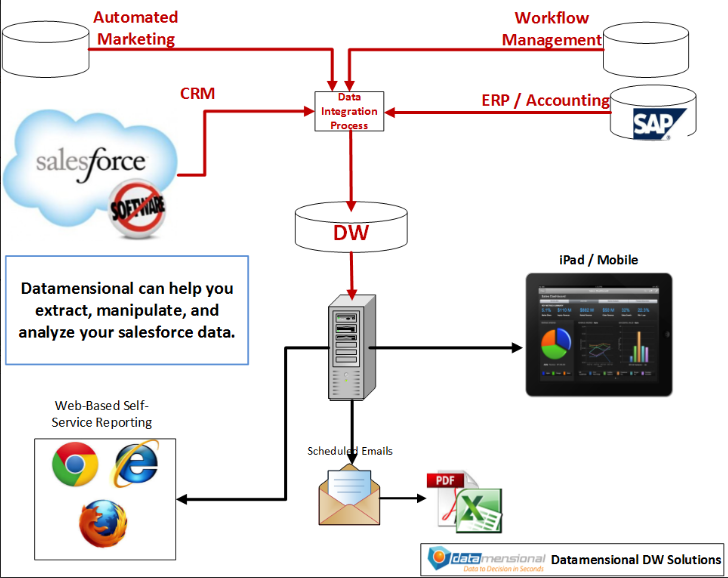 Automated
Marketing
Workflow
Management
CRM
Data
Integration
Process
ERP / Accounting
SAP
salesforce
SOFTWARE
DW
iPad / Mobile
Datamensional can help you
extract, manipulate, and
analyze your salesforce data.
Web-Based Self-
Service Reporting
Scheduled Emails
PDF
datamensional
Data to Decision in Seconds
Datamensional DW Solutions